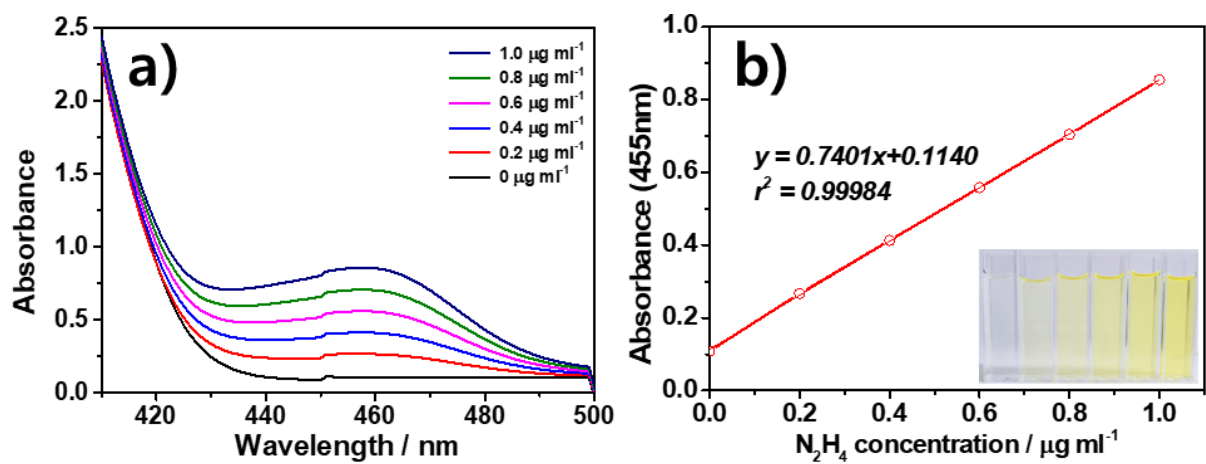 a)
1.0 μg ml⁻¹
0.8 μg ml⁻¹
0.6 μg ml⁻¹
0.4 μg ml⁻¹
0.2 μg ml⁻¹
0 μg ml⁻¹
2.5
2.0
1.5
1.0
0.5
0.0
Absorbance
420
440
460
480
500
Wavelength / nm
b)
y = 0.7401x+0.1140
r² = 0.99984
1.0
0.8
0.6
0.4
0.2
0.0
Absorbance (455nm)
0.0
0.2
0.4
0.6
0.8
1.0
N₂H₄ concentration / μg ml⁻¹